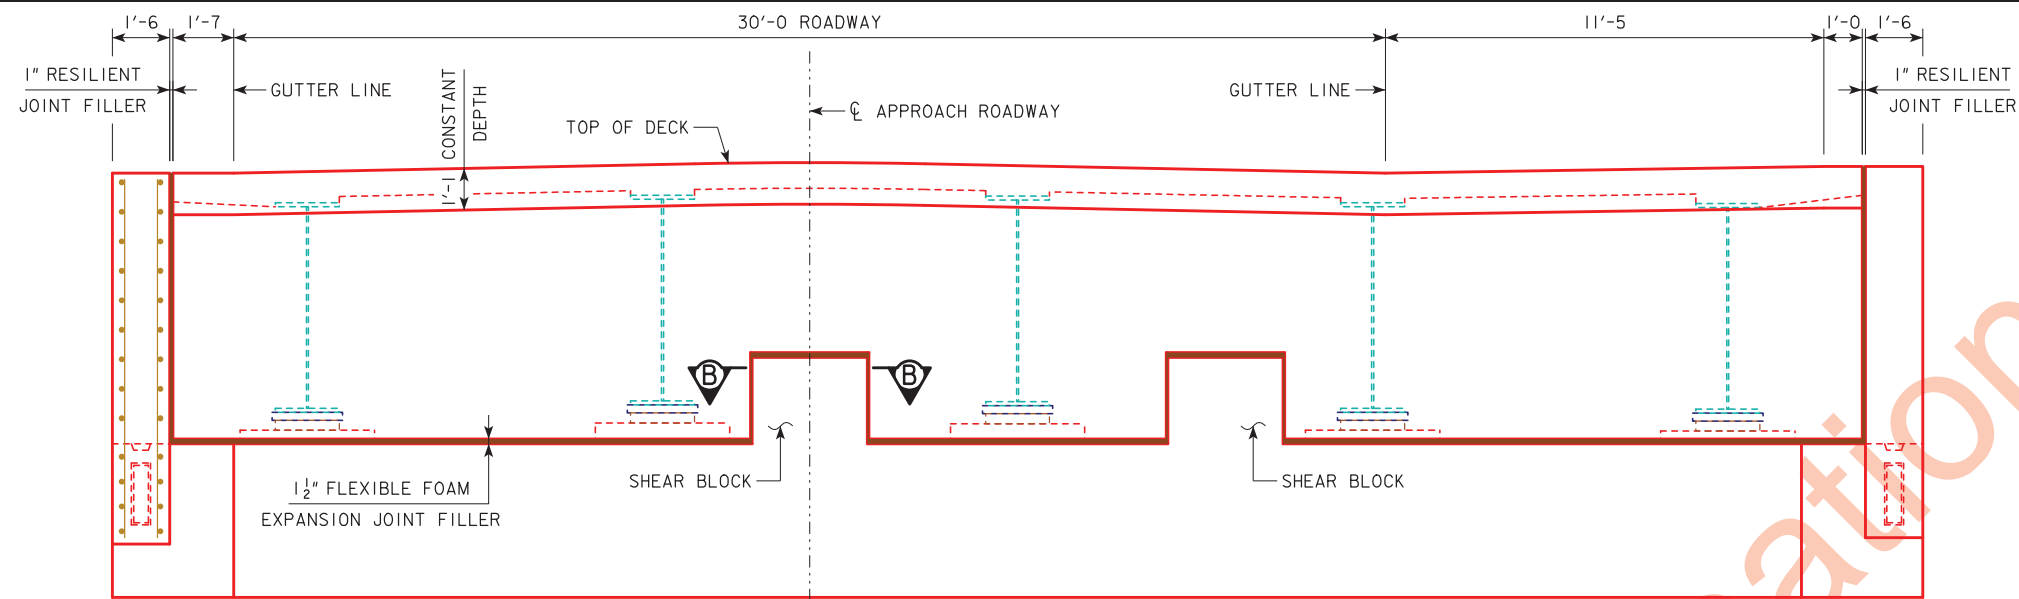 1'-6 1'-7 30'-0 ROADWAY 11'-5 1'-0 1'-6
1" RESILIENT
JOINT FILLER
GUTTER LINE
1'-1 CONSTANT
DEPTH
TOP OF DECK
℄ APPROACH ROADWAY
GUTTER LINE
1" RESILIENT
JOINT FILLER
B B
SHEAR BLOCK
SHEAR BLOCK
1½" FLEXIBLE FOAM
EXPANSION JOINT FILLER